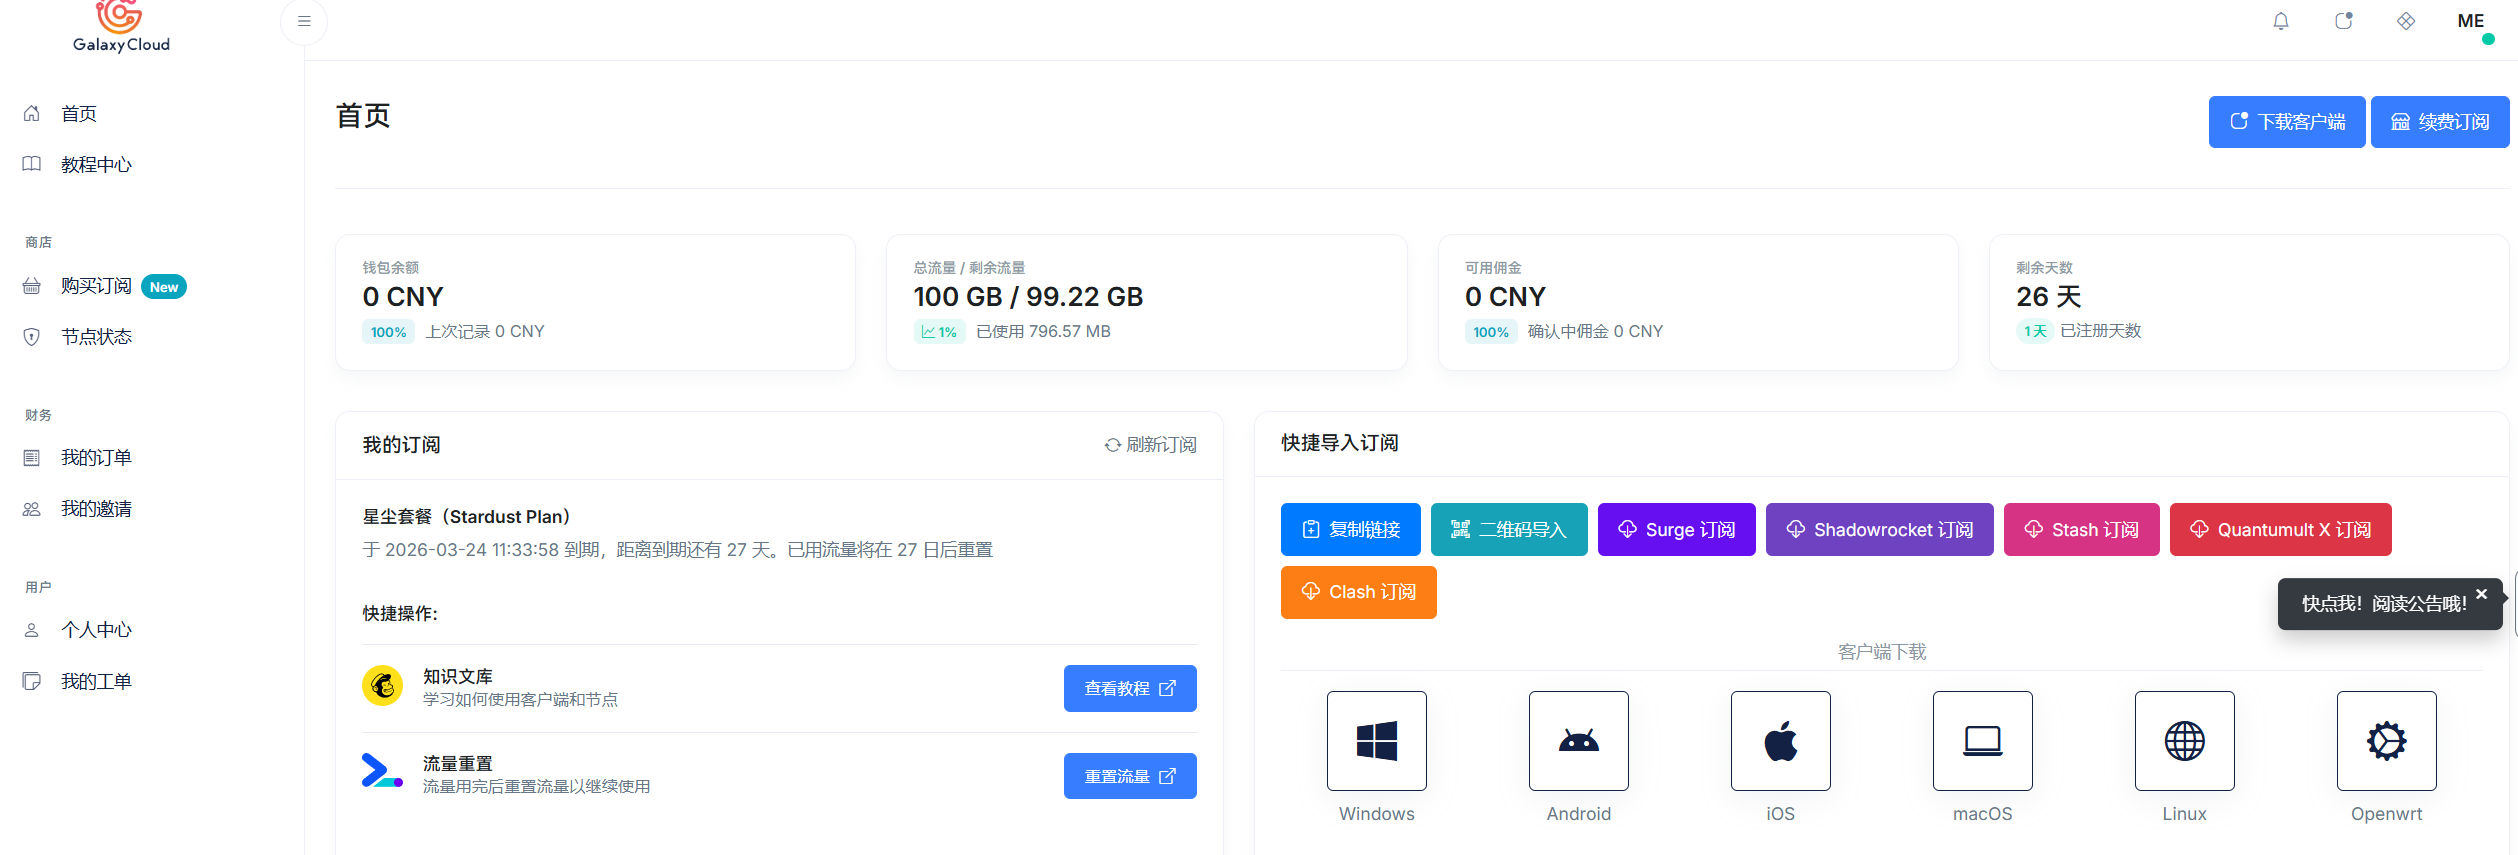 GalaxyCloud
ME
首页
教程中心
商店
购买订阅 New
节点状态
财务
我的订单
我的邀请
用户
个人中心
我的工单
首页
下载客户端
续费订阅
钱包余额
0 CNY
100% 上次记录 0 CNY
总流量 / 剩余流量
100 GB / 99.22 GB
1% 已使用 796.57 MB
可用佣金
0 CNY
100% 确认中佣金 0 CNY
剩余天数
26 天
1 天 已注册天数
我的订阅
刷新订阅
星尘套餐（Stardust Plan）
于 2026-03-24 11:33:58 到期，距离到期还有 27 天。已用流量将在 27 日后重置
快捷操作：
知识文库
学习如何使用客户端和节点
查看教程
流量重置
流量用完后重置流量以继续使用
重置流量
快捷导入订阅
复制链接
二维码导入
Surge 订阅
Shadowrocket 订阅
Stash 订阅
Quantumult X 订阅
Clash 订阅
快点我！阅读公告哦！
客户端下载
Windows
Android
iOS
macOS
Linux
Openwrt